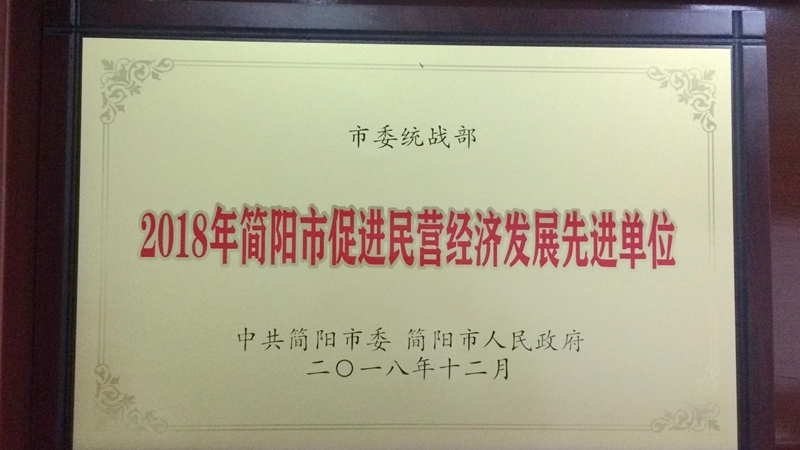 市委统战部
2018年简阳市促进民营经济发展先进单位
中共简阳市委 简阳市人民政府
二〇一八年十二月